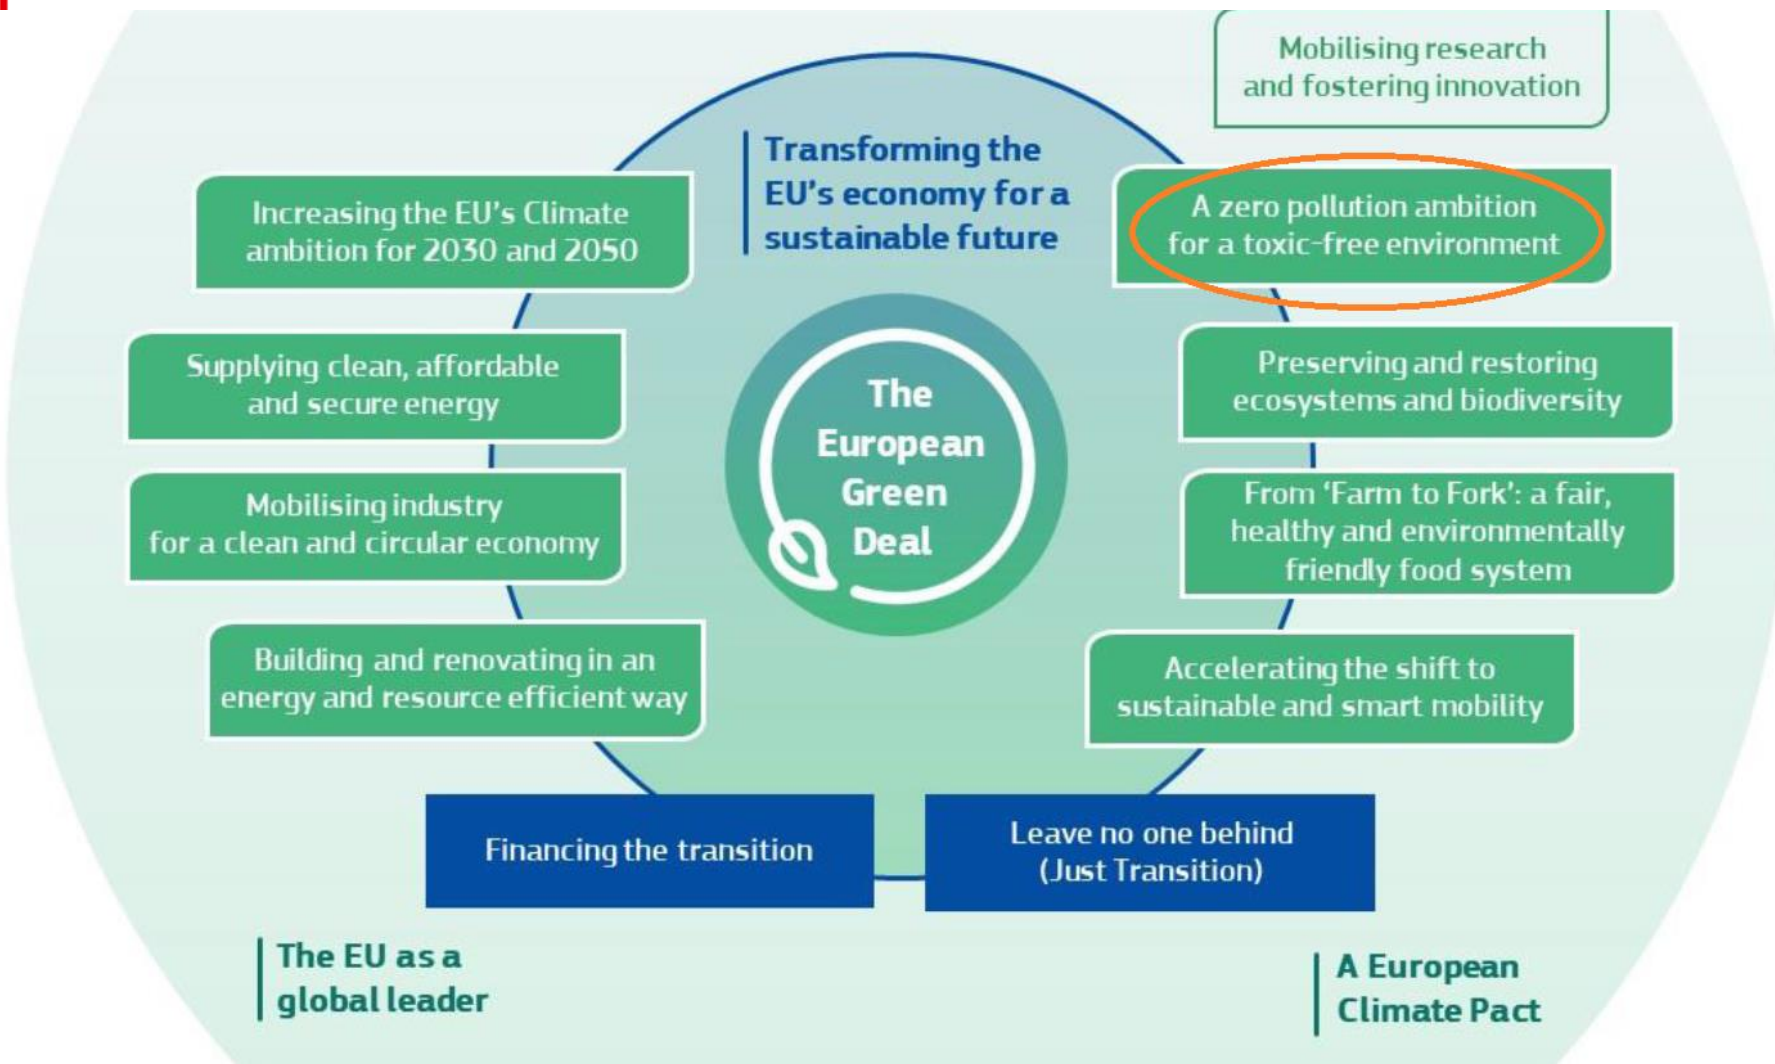 Mobilising research
and fostering innovation
Transforming the
EU's economy for a
sustainable future
Increasing the EU's Climate
ambition for 2030 and 2050
A zero pollution ambition
for a toxic-free environment
Supplying clean, affordable
and secure energy
Preserving and restoring
ecosystems and biodiversity
The
European
Green
Deal
Mobilising industry
for a clean and circular economy
From ‘Farm to Fork’: a fair,
healthy and environmentally
friendly food system
Building and renovating in an
energy and resource efficient way
Accelerating the shift to
sustainable and smart mobility
Financing the transition
Leave no one behind
(Just Transition)
The EU as a
global leader
A European
Climate Pact